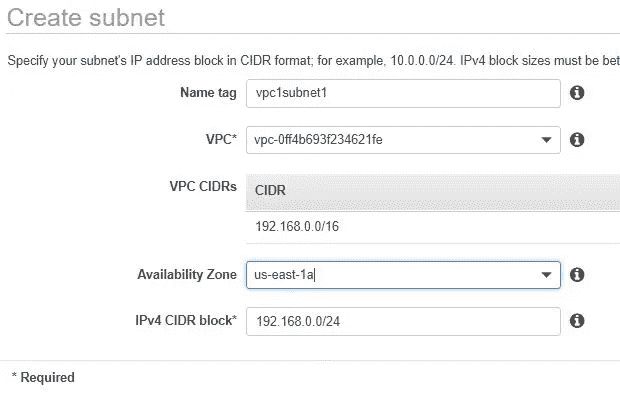 Create subnet
Specify your subnet's IP address block in CIDR format; for example, 10.0.0.0/24. IPv4 block sizes must be
Name tag vpc1subnet1
VPC* vpc-0ff4b693f234621fe
VPC CIDRs CIDR
192.168.0.0/16
Availability Zone us-east-1a
IPv4 CIDR block* 192.168.0.0/24
* Required